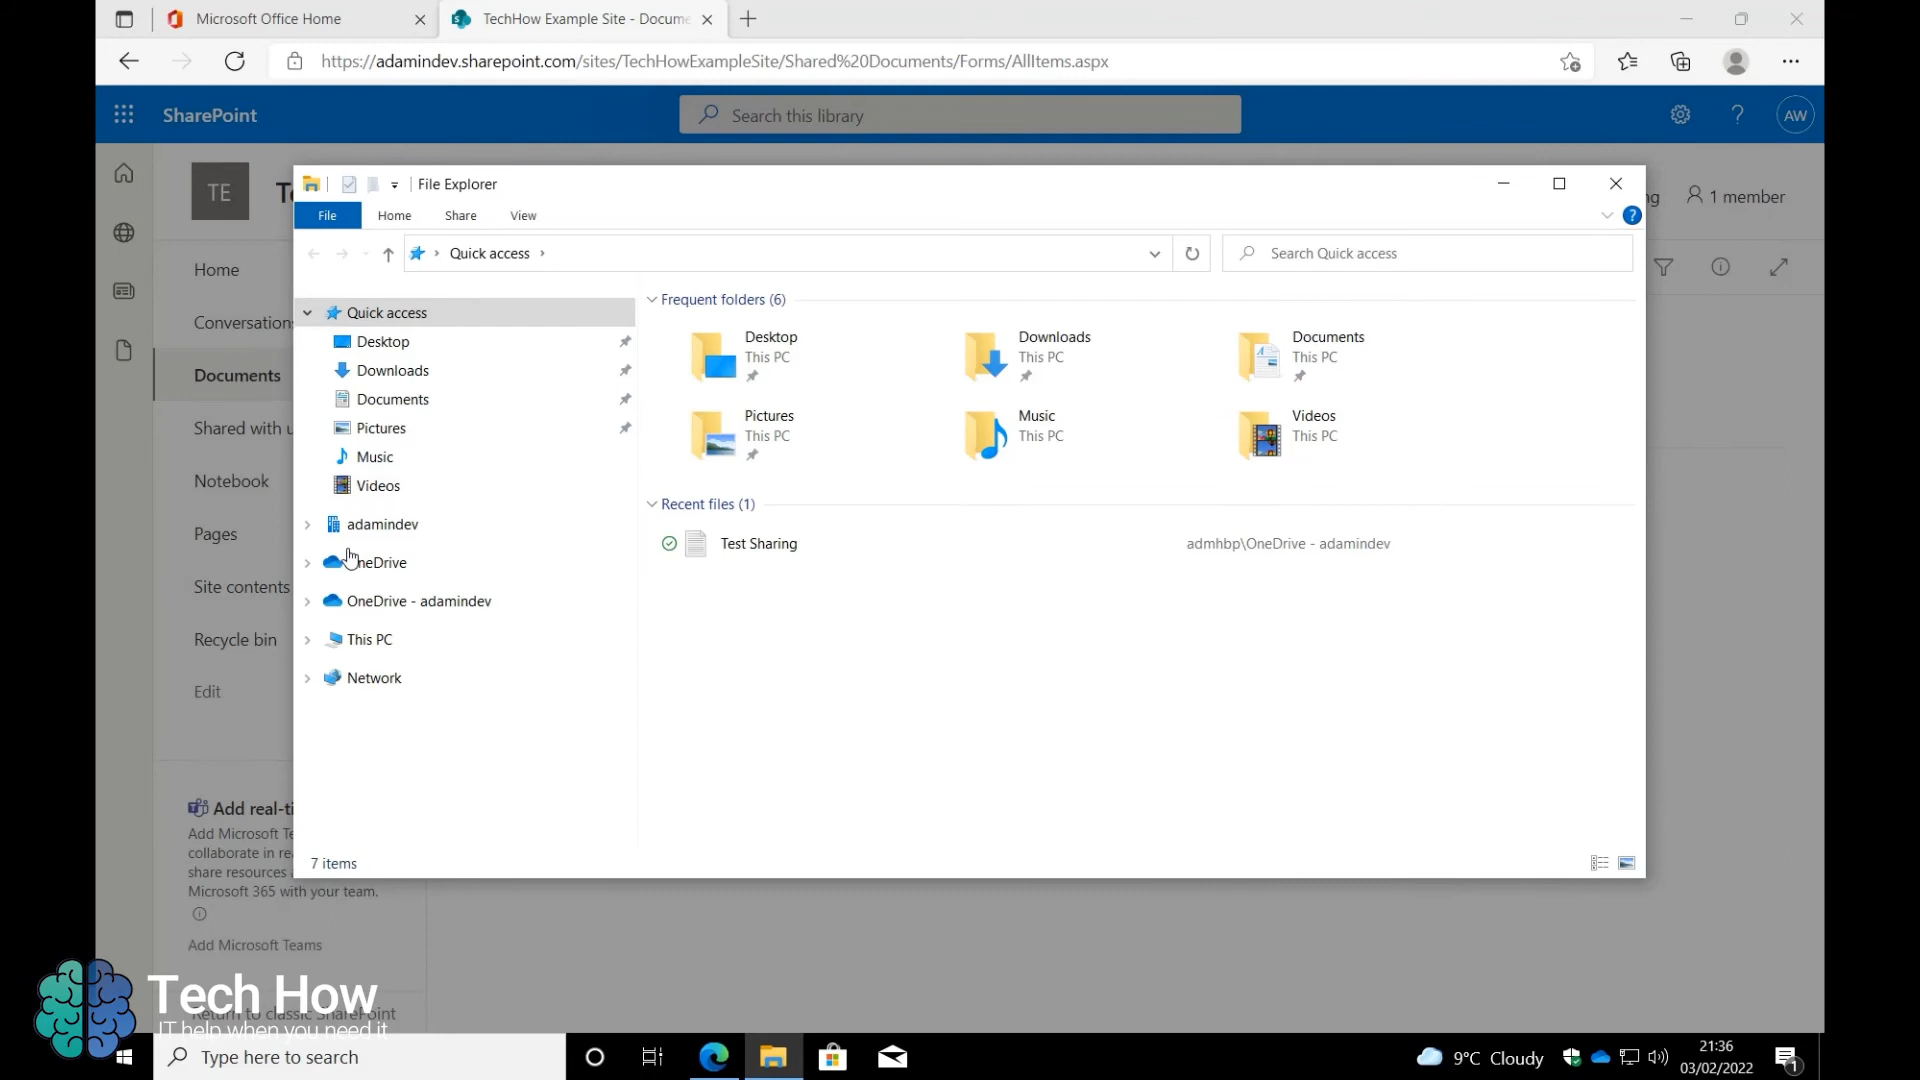 Microsoft Office Home
TechHow Example Site - Docume
https://adamindev.sharepoint.com/sites/TechHowExampleSite/Shared%20Documents/Forms/AllItems.aspx
SharePoint
Search this library
AW
TE
File Explorer
1 member
File
Home
Share
View
Quick access
Search Quick access
Home
Conversations
Documents
Shared with u
Notebook
Pages
Site contents
Recycle bin
Edit
Quick access
Desktop
Downloads
Documents
Pictures
Music
Videos
adamindev
neDrive
OneDrive - adamindev
This PC
Network
Frequent folders (6)
Desktop
This PC
Downloads
This PC
Documents
This PC
Pictures
This PC
Music
This PC
Videos
This PC
Recent files (1)
Test Sharing
admhbp\OneDrive - adamindev
7 items
Add real-ti
Add Microsoft Te
collaborate in re
share resources
Microsoft 365 with your team.
Add Microsoft Teams
Return to classic SharePoint
Tech How
IT help when you need it
Type here to search
9°C Cloudy
21:36
03/02/2022
1